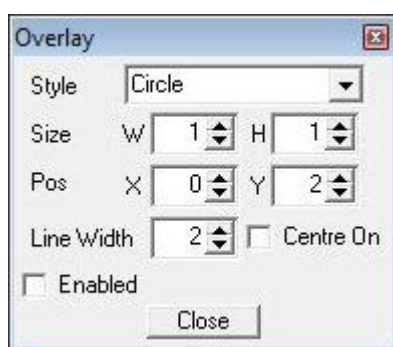 Overlay
Style Circle
Size W 1 H 1
Pos X 0 Y 2
Line Width 2 Centre On
Enabled
Close